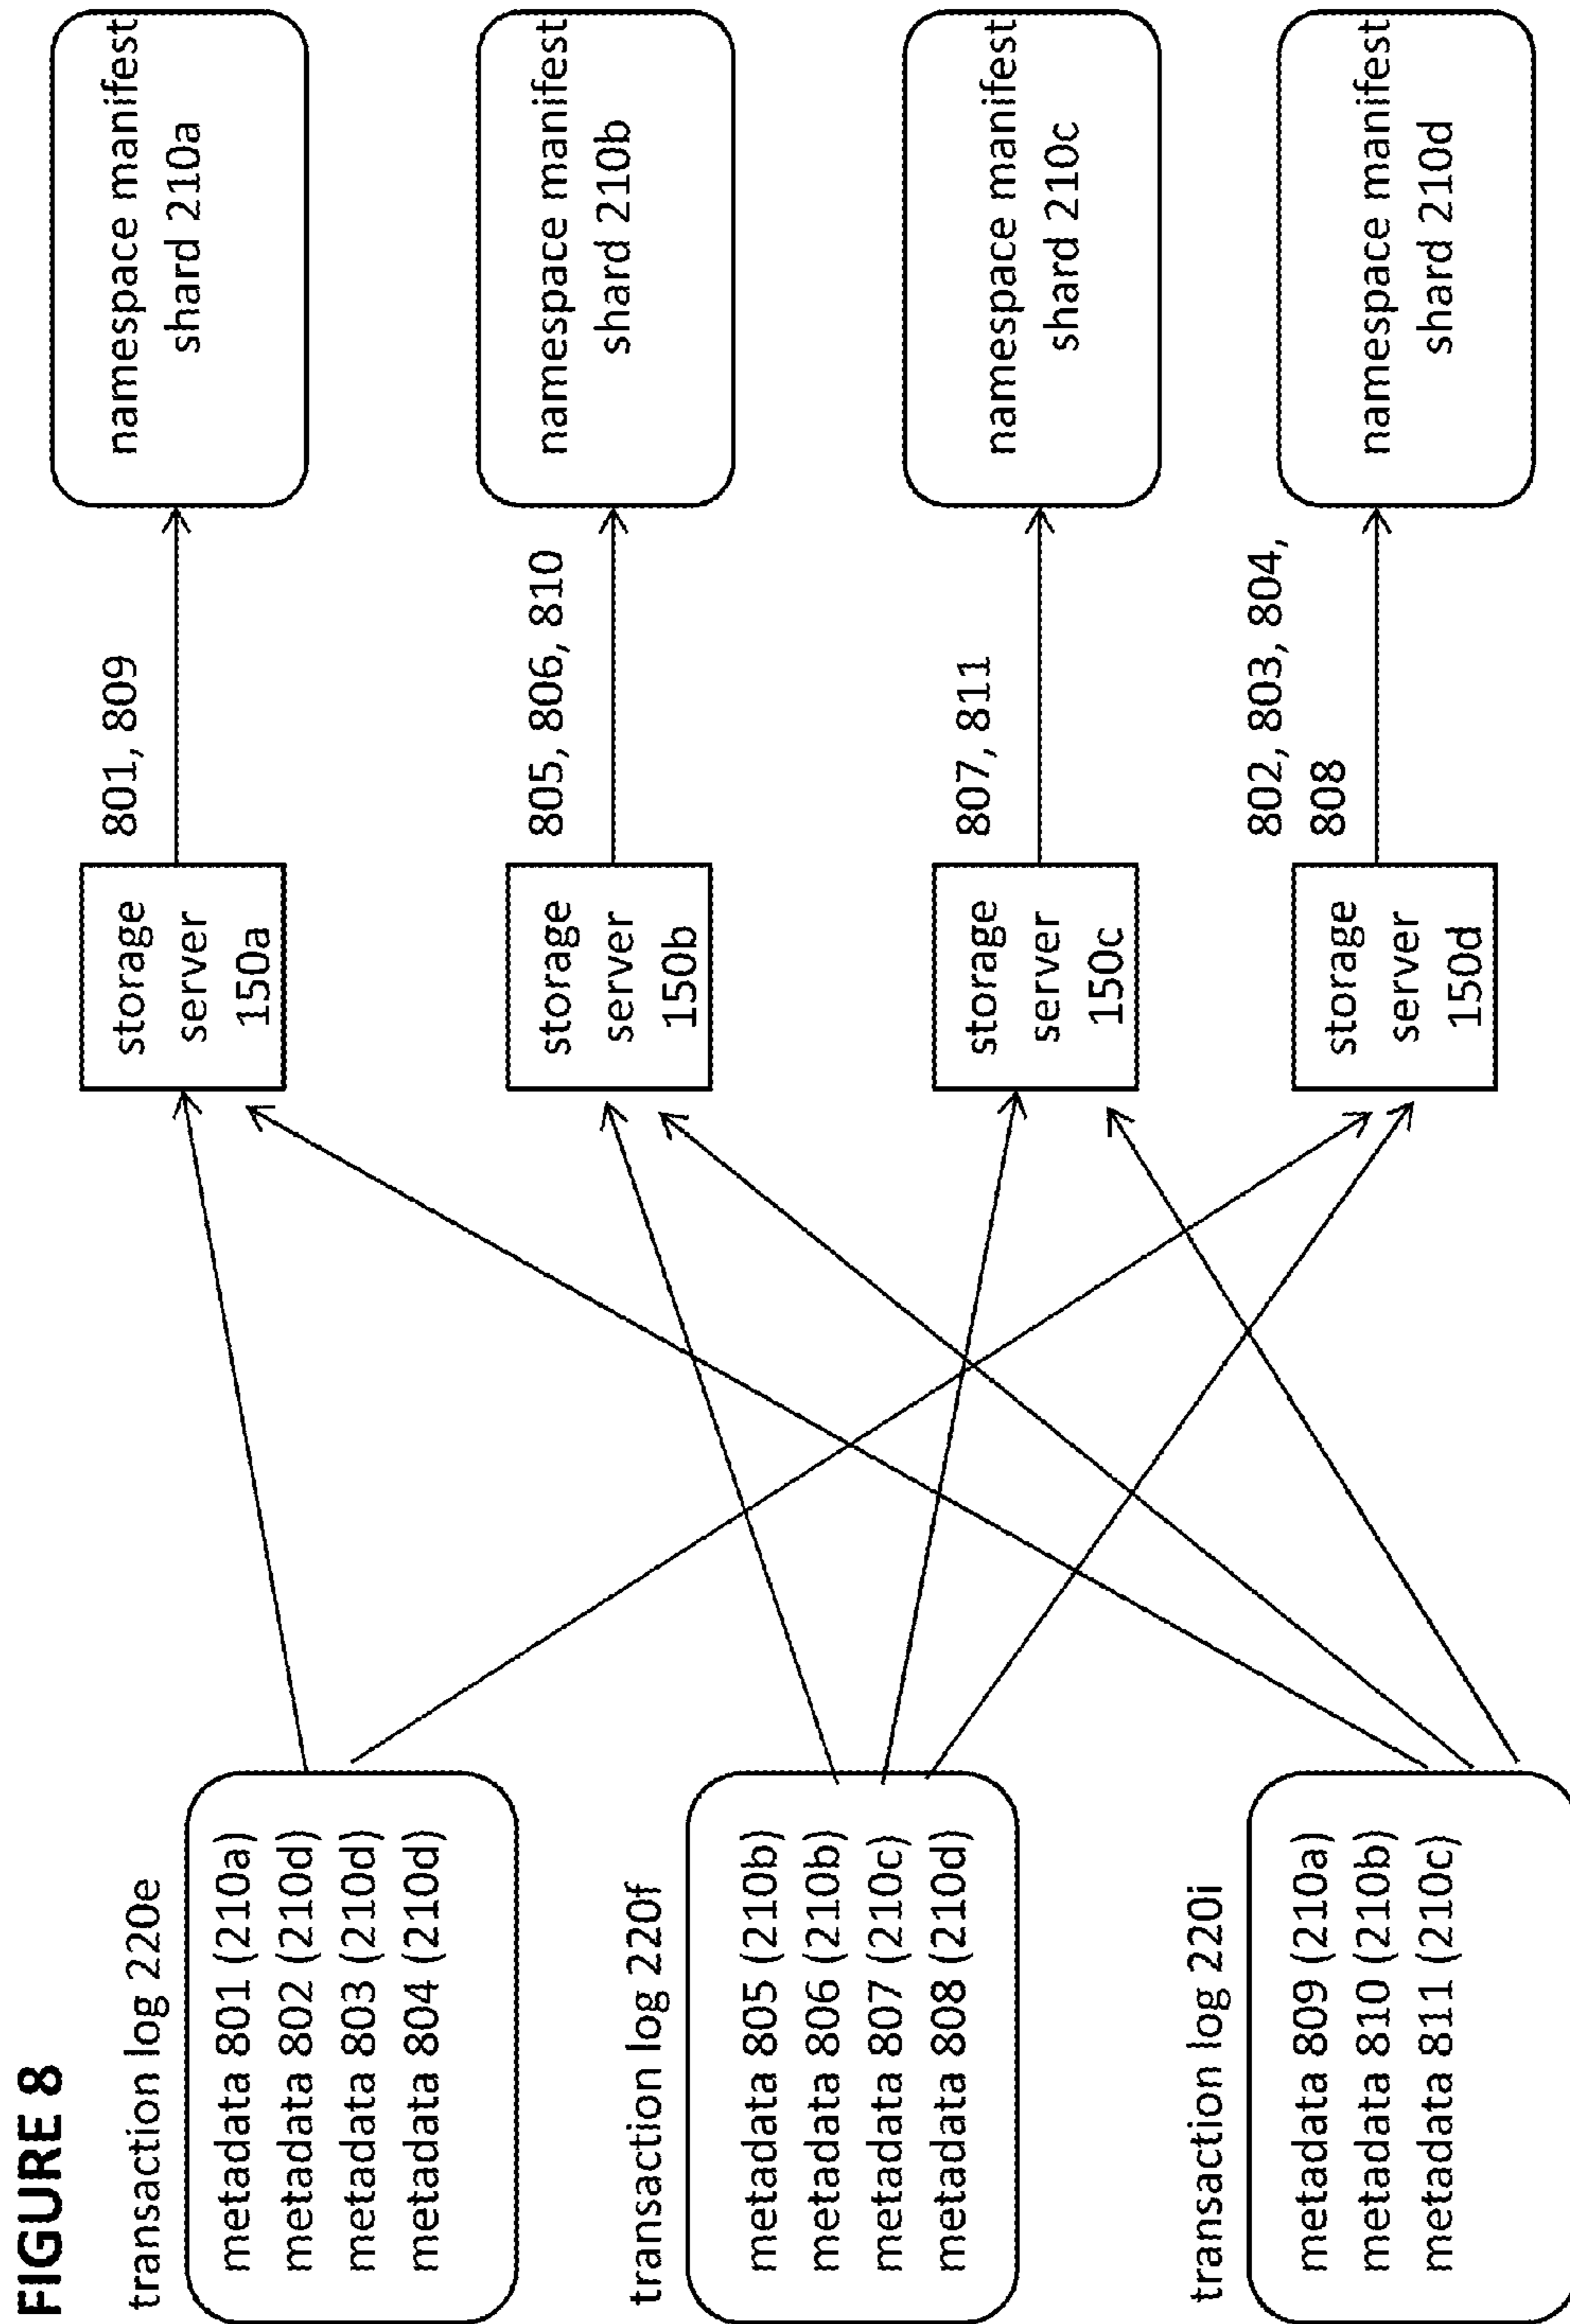 FIGURE 8
transaction log 220e
metadata 801 (210a)
metadata 802 (210d)
metadata 803 (210d)
metadata 804 (210d)
transaction log 220f
metadata 805 (210b)
metadata 806 (210b)
metadata 807 (210c)
metadata 808 (210d)
transaction log 220i
metadata 809 (210a)
metadata 810 (210b)
metadata 811 (210c)
storage
server
150a
storage
server
150b
storage
server
150c
storage
server
150d
801, 809
805, 806, 810
807, 811
802, 803, 804,
808
namespace manifest
shard 210a
namespace manifest
shard 210b
namespace manifest
shard 210c
namespace manifest
shard 210d